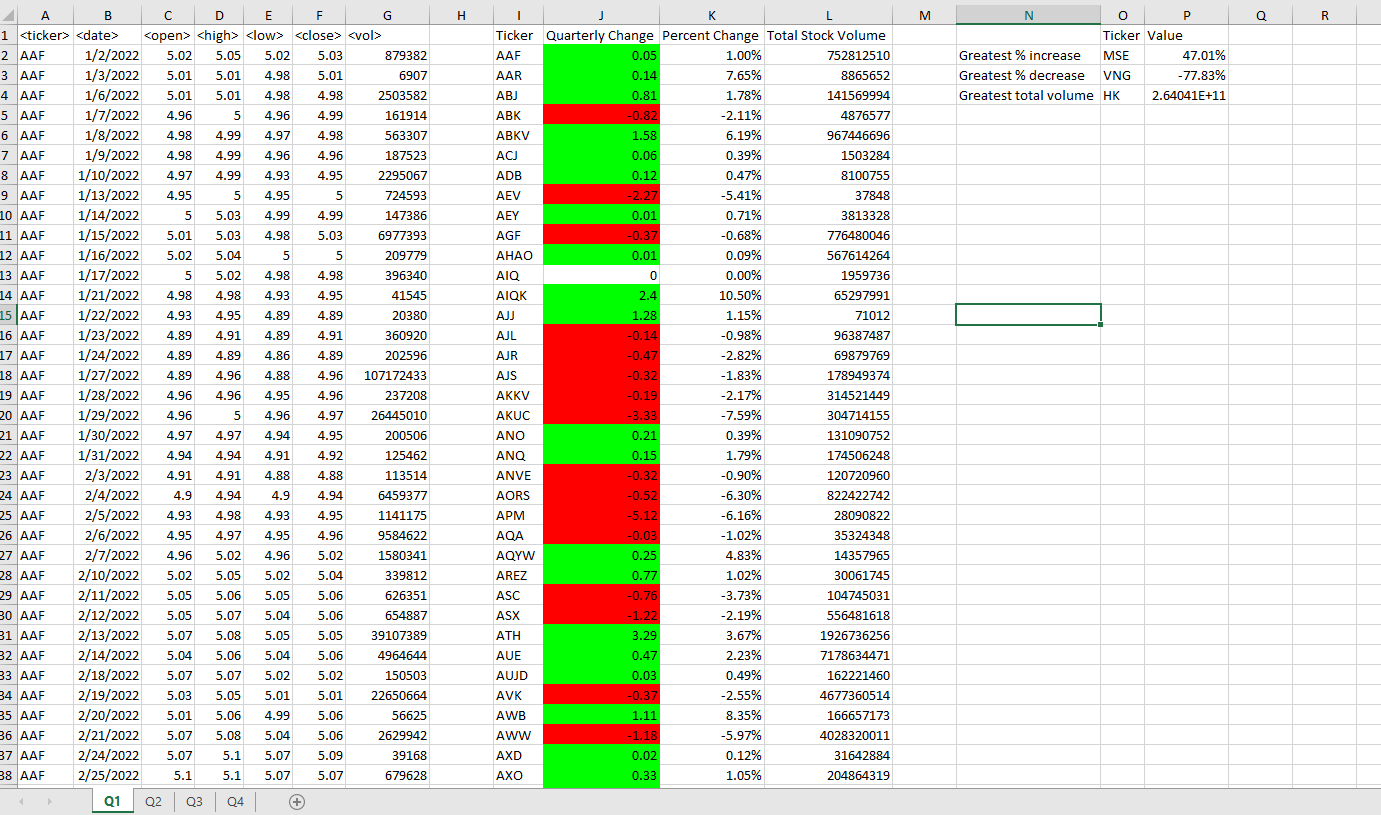 A B C D E F G H I J K L M N O P Q R
1 <ticker> <date> <open> <high> <low> <close> <vol> Ticker Quarterly Change Percent Change Total Stock Volume Ticker Value
2 AAF 1/2/2022 5.02 5.05 5.02 5.03 879382 AAF 0.05 1.00% 752812510 Greatest % increase MSE 47.01%
3 AAF 1/3/2022 5.01 5.01 4.98 5.01 6907 AAR 0.14 7.65% 8865652 Greatest % decrease VNG -77.83%
4 AAF 1/6/2022 5.01 5.01 4.98 4.98 2503582 ABJ 0.81 1.78% 141569994 Greatest total volume HK 2.64041E+11
5 AAF 1/7/2022 4.96 5 4.96 4.99 161914 ABK -0.82 -2.11% 4876577
6 AAF 1/8/2022 4.98 4.99 4.97 4.98 563307 ABKV 1.58 6.19% 967446696
7 AAF 1/9/2022 4.98 4.99 4.96 4.96 187523 ACJ 0.06 0.39% 1503284
8 AAF 1/10/2022 4.97 4.99 4.93 4.95 2295067 ADB 0.12 0.47% 8100755
9 AAF 1/13/2022 4.95 5 4.95 5 724593 AEV -2.27 -5.41% 37848
10 AAF 1/14/2022 5 5.03 4.99 4.99 147386 AEY 0.01 0.71% 3813328
11 AAF 1/15/2022 5.01 5.03 4.98 5.03 6977393 AGF -0.37 -0.68% 776480046
12 AAF 1/16/2022 5.02 5.04 5 5 209779 AHAO 0.01 0.09% 567614264
13 AAF 1/17/2022 5 5.02 4.98 4.98 396340 AIQ 0 0.00% 1959736
14 AAF 1/21/2022 4.98 4.98 4.93 4.95 41545 AIQK 2.4 10.50% 65297991
15 AAF 1/22/2022 4.93 4.95 4.89 4.89 20380 AJJ 1.28 1.15% 71012
16 AAF 1/23/2022 4.89 4.91 4.89 4.91 360920 AJL -0.14 -0.98% 96387487
17 AAF 1/24/2022 4.89 4.89 4.86 4.89 202596 AJR -0.47 -2.82% 69879769
18 AAF 1/27/2022 4.89 4.96 4.88 4.96 107172433 AJS -0.32 -1.83% 178949374
19 AAF 1/28/2022 4.96 4.96 4.95 4.96 237208 AKKV -0.19 -2.17% 314521449
20 AAF 1/29/2022 4.96 5 4.96 4.97 26445010 AKUC -3.33 -7.59% 304714155
21 AAF 1/30/2022 4.97 4.97 4.94 4.95 200506 ANO 0.21 0.39% 131090752
22 AAF 1/31/2022 4.94 4.94 4.91 4.92 125462 ANQ 0.15 1.79% 174506248
23 AAF 2/3/2022 4.91 4.91 4.88 4.88 113514 ANVE -0.32 -0.90% 120720960
24 AAF 2/4/2022 4.9 4.94 4.9 4.94 6459377 AORS -0.52 -6.30% 822422742
25 AAF 2/5/2022 4.93 4.98 4.93 4.95 1141175 APM -5.12 -6.16% 28090822
26 AAF 2/6/2022 4.95 4.97 4.95 4.96 9584622 AQA -0.03 -1.02% 35324348
27 AAF 2/7/2022 4.96 5.02 4.96 5.02 1580341 AQYW 0.25 4.83% 14357965
28 AAF 2/10/2022 5.02 5.05 5.02 5.04 339812 AREZ 0.77 1.02% 30061745
29 AAF 2/11/2022 5.05 5.06 5.05 5.06 626351 ASC -0.76 -3.73% 104745031
30 AAF 2/12/2022 5.05 5.07 5.04 5.06 654887 ASX -1.22 -2.19% 556481618
31 AAF 2/13/2022 5.07 5.08 5.05 5.05 39107389 ATH 3.29 3.67% 1926736256
32 AAF 2/14/2022 5.04 5.06 5.04 5.06 4964644 AUE 0.47 2.23% 7178634471
33 AAF 2/18/2022 5.07 5.07 5.02 5.02 150503 AUJD 0.03 0.49% 162221460
34 AAF 2/19/2022 5.03 5.05 5.01 5.01 22650664 AVK -0.37 -2.55% 4677360514
35 AAF 2/20/2022 5.01 5.06 4.99 5.06 56625 AWB 1.11 8.35% 166657173
36 AAF 2/21/2022 5.07 5.08 5.04 5.06 2629942 AWW -1.18 -5.97% 4028320011
37 AAF 2/24/2022 5.07 5.1 5.07 5.09 39168 AXD 0.02 0.12% 31642884
38 AAF 2/25/2022 5.1 5.1 5.07 5.07 679628 AXO 0.33 1.05% 204864319
Q1 Q2 Q3 Q4